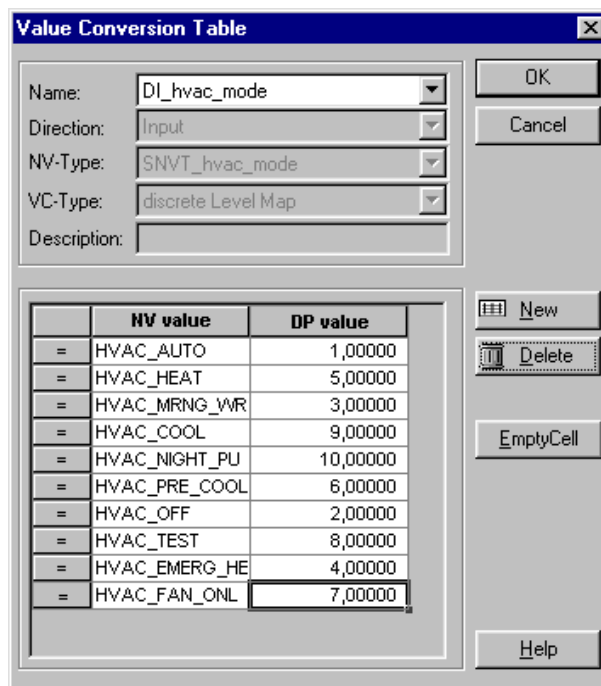 Value Conversion Table
Name: DI_hvac_mode
Direction: Input
NV-Type: SNVT_hvac_mode
VC-Type: discrete Level Map
Description:
OK
Cancel
NV value DP value
= HVAC_AUTO 1,00000
= HVAC_HEAT 5,00000
= HVAC_MRNG_WR 3,00000
= HVAC_COOL 9,00000
= HVAC_NIGHT_PU 10,00000
= HVAC_PRE_COOL 6,00000
= HVAC_OFF 2,00000
= HVAC_TEST 8,00000
= HVAC_EMERG_HE 4,00000
= HVAC_FAN_ONL 7,00000
New
Delete
EmptyCell
Help